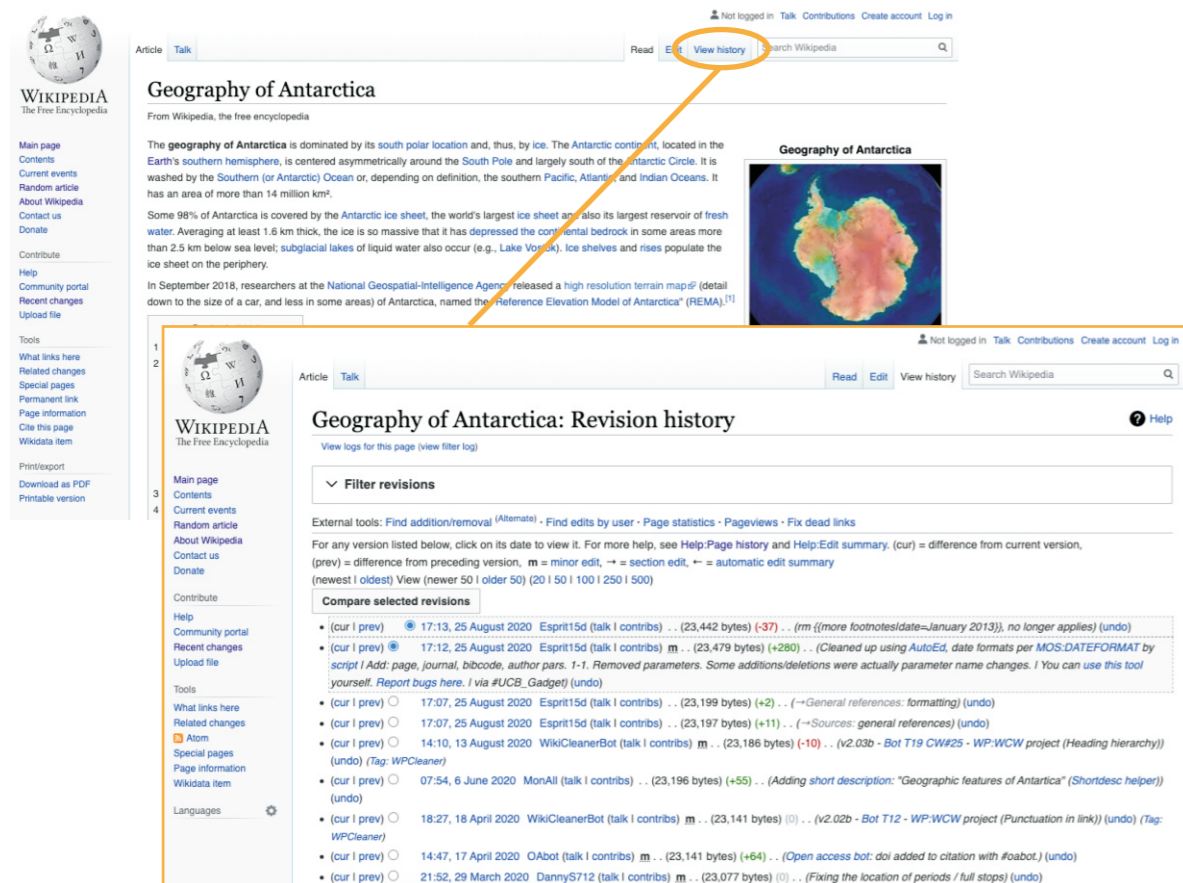 Not logged in Talk Contributions Create account Log in
Article Talk
Read Edit View history
Search Wikipedia
WIKIPEDIA
The Free Encyclopedia
Geography of Antarctica
From Wikipedia, the free encyclopedia
Main page
Contents
Current events
Random article
About Wikipedia
Contact us
Donate
Contribute
Help
Community portal
Recent changes
Upload file
Tools
What links here
Related changes
Special pages
Permanent link
Page information
Cite this page
Wikidata item
Print/export
Download as PDF
Printable version
The geography of Antarctica is dominated by its south polar location and, thus, by ice. The Antarctic continent, located in the
Earth's southern hemisphere, is centered asymmetrically around the South Pole and largely south of the Antarctic Circle. It is
washed by the Southern (or Antarctic) Ocean or, depending on definition, the southern Pacific, Atlantic, and Indian Oceans. It
has an area of more than 14 million km².
Some 98% of Antarctica is covered by the Antarctic ice sheet, the world's largest ice sheet and also its largest reservoir of fresh
water. Averaging at least 1.6 km thick, the ice is so massive that it has depressed the continental bedrock in some areas more
than 2.5 km below sea level; subglacial lakes of liquid water also occur (e.g., Lake Vostok). Ice shelves and rises populate the
ice sheet on the periphery.
In September 2018, researchers at the National Geospatial-Intelligence Agency released a high resolution terrain map (detail
down to the size of a car, and less in some areas) of Antarctica, named the "Reference Elevation Model of Antarctica" (REMA).[1]
Geography of Antarctica
1
2
3
4
Not logged in Talk Contributions Create account Log in
Article Talk
Read Edit View history
Search Wikipedia
WIKIPEDIA
The Free Encyclopedia
Geography of Antarctica: Revision history
Help
View logs for this page (view filter log)
Main page
Contents
Current events
Random article
About Wikipedia
Contact us
Donate
Contribute
Help
Community portal
Recent changes
Upload file
Tools
What links here
Related changes
Atom
Special pages
Page information
Wikidata item
Languages
Filter revisions
External tools: Find addition/removal (Alternate) · Find edits by user · Page statistics · Pageviews · Fix dead links
For any version listed below, click on its date to view it. For more help, see Help:Page history and Help:Edit summary. (cur) = difference from current version,
(prev) = difference from preceding version, m = minor edit, → = section edit, ← = automatic edit summary
(newest | oldest) View (newer 50 | older 50) (20 | 50 | 100 | 250 | 500)
Compare selected revisions
• (cur | prev) 17:13, 25 August 2020 Esprit15d (talk | contribs) . . (23,442 bytes) (-37) . . (rm {{more footnotes|date=January 2013}}, no longer applies) (undo)
• (cur | prev) 17:12, 25 August 2020 Esprit15d (talk | contribs) m . . (23,479 bytes) (+280) . . (Cleaned up using AutoEd, date formats per MOS:DATEFORMAT by
script | Add: page, journal, bibcode, author pars. 1-1. Removed parameters. Some additions/deletions were actually parameter name changes. | You can use this tool
yourself. Report bugs here. | via #UCB_Gadget) (undo)
• (cur | prev) 17:07, 25 August 2020 Esprit15d (talk | contribs) . . (23,199 bytes) (+2) . . (→General references: formatting) (undo)
• (cur | prev) 17:07, 25 August 2020 Esprit15d (talk | contribs) . . (23,197 bytes) (+11) . . (→Sources: general references) (undo)
• (cur | prev) 14:10, 13 August 2020 WikiCleanerBot (talk | contribs) m . . (23,186 bytes) (-10) . . (v2.03b - Bot T19 CW#25 - WP:WCW project (Heading hierarchy))
(undo) (Tag: WPCleaner)
• (cur | prev) 07:54, 6 June 2020 MonAll (talk | contribs) . . (23,196 bytes) (+55) . . (Adding short description: "Geographic features of Antartica" (Shortdesc helper))
(undo)
• (cur | prev) 18:27, 18 April 2020 WikiCleanerBot (talk | contribs) m . . (23,141 bytes) (0) . . (v2.02b - Bot T12 - WP:WCW project (Punctuation in link)) (undo) (Tag:
WPCleaner)
• (cur | prev) 14:47, 17 April 2020 OAbot (talk | contribs) m . . (23,141 bytes) (+64) . . (Open access bot: doi added to citation with #oabot.) (undo)
• (cur | prev) 21:52, 29 March 2020 DannyS712 (talk | contribs) m . . (23,077 bytes) (0) . . (Fixing the location of periods / full stops) (undo)